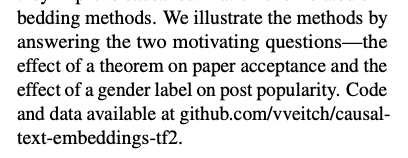 bedding methods. We illustrate the methods by
answering the two motivating questions—the
effect of a theorem on paper acceptance and the
effect of a gender label on post popularity. Code
and data available at github.com/vveitch/causal-
text-embeddings-tf2.